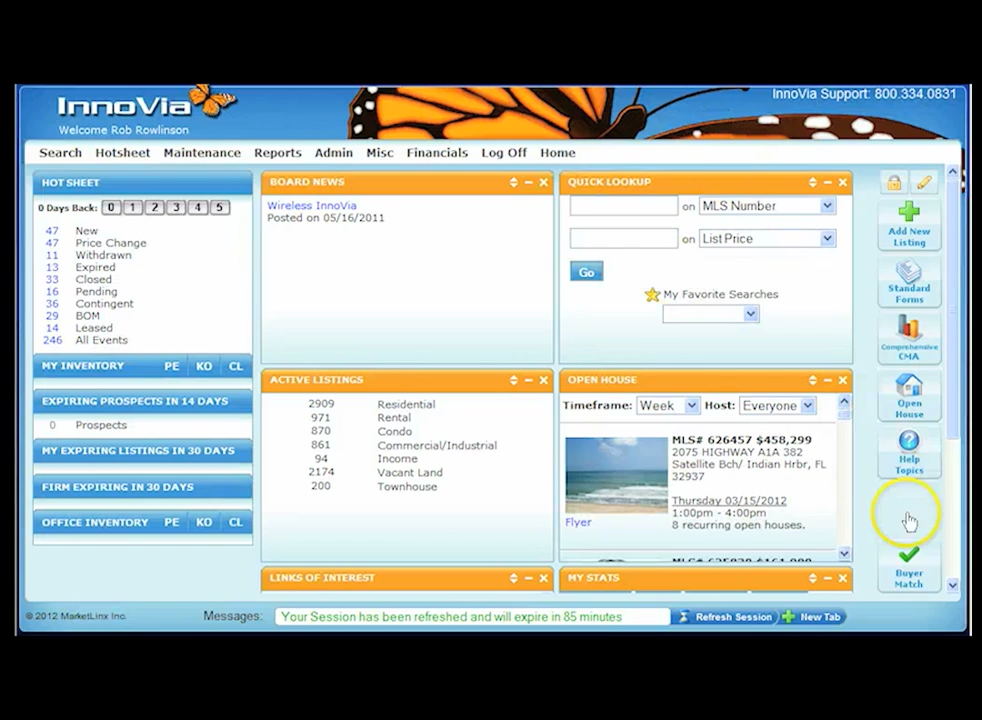 InnoVia
InnoVia Support: 800.334.0831
Welcome Rob Rowlinson
Search Hotsheet Maintenance Reports Admin Misc Financials Log Off Home
HOT SHEET
0 Days Back: 0 1 2 3 4 5
47 New
47 Price Change
11 Withdrawn
13 Expired
33 Closed
16 Pending
36 Contingent
29 BOM
14 Leased
246 All Events
MY INVENTORY PE KO CL
EXPIRING PROSPECTS IN 14 DAYS
0 Prospects
MY EXPIRING LISTINGS IN 30 DAYS
FIRM EXPIRING IN 30 DAYS
OFFICE INVENTORY PE KO CL
BOARD NEWS
Wireless InnoVia
Posted on 05/16/2011
QUICK LOOKUP
on MLS Number
on List Price
Go
My Favorite Searches
ACTIVE LISTINGS
2909 Residential
971 Rental
870 Condo
861 Commercial/Industrial
94 Income
2174 Vacant Land
200 Townhouse
OPEN HOUSE
Timeframe: Week Host: Everyone
MLS# 626457 $458,299
2075 HIGHWAY A1A 382
Satellite Bch/ Indian Hrbr, FL
32937
Thursday 03/15/2012
1:00pm - 4:00pm
8 recurring open houses.
Flyer
LINKS OF INTEREST
MY STATS
Add New
Listing
Standard
Forms
Comprehensive
CMA
Open
House
Help
Topics
Buyer
Match
© 2012 MarketLinx Inc.
Messages: Your Session has been refreshed and will expire in 85 minutes
Refresh Session
New Tab